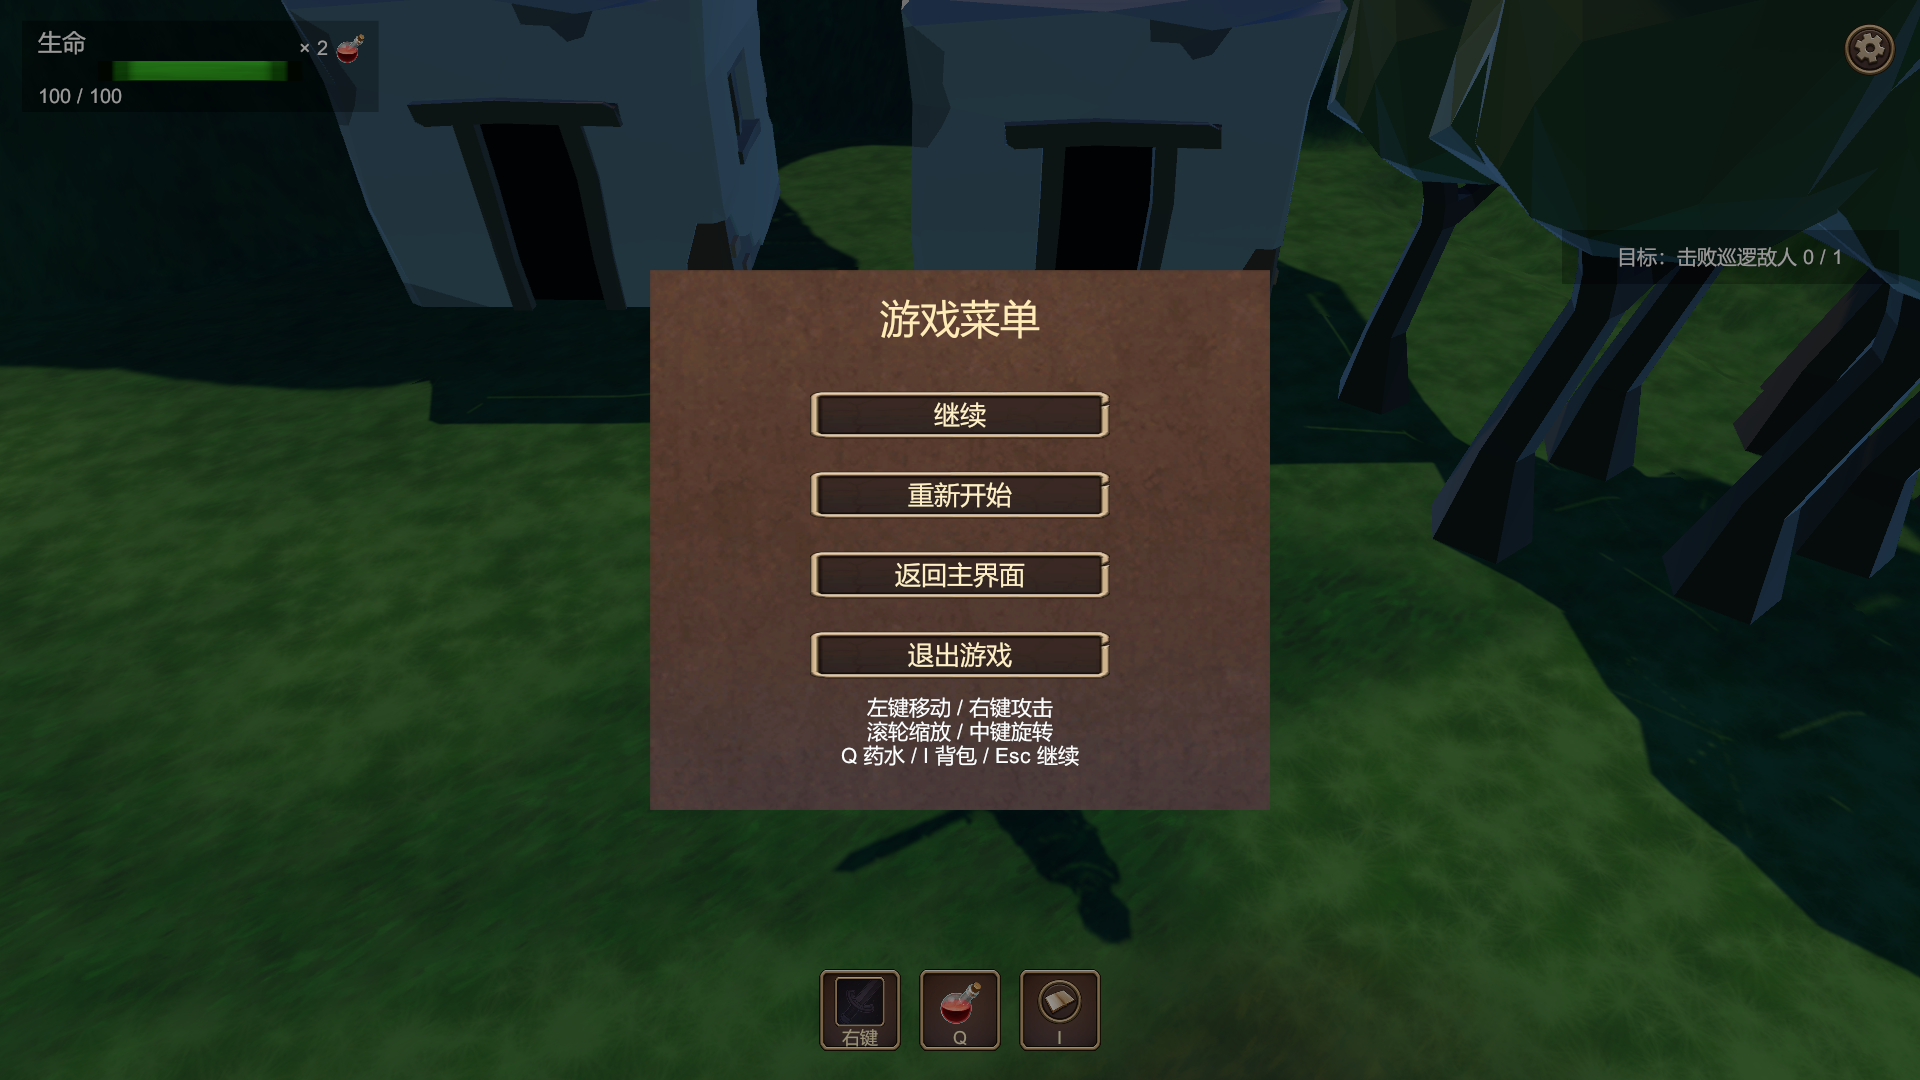 生命
× 2
100 / 100
目标：击败巡逻敌人 0 / 1
游戏菜单
继续
重新开始
返回主界面
退出游戏
左键移动 / 右键攻击
滚轮缩放 / 中键旋转
Q 药水 / I 背包 / Esc 继续
右键
Q
I